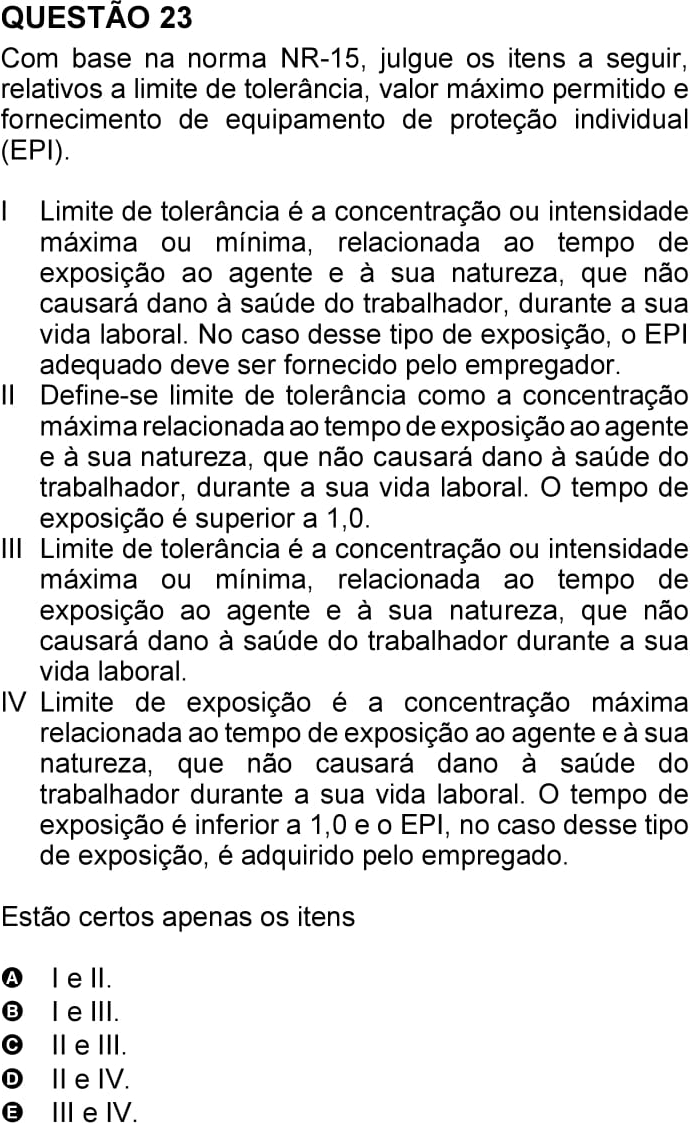 QUESTÃO 23
Com base na norma NR-15, julgue os itens a seguir,
relativos a limite de tolerância, valor máximo permitido e
fornecimento de equipamento de proteção individual
(EPI).
I Limite de tolerância é a concentração ou intensidade
máxima ou mínima, relacionada ao tempo de
exposição ao agente e à sua natureza, que não
causará dano à saúde do trabalhador, durante a sua
vida laboral. No caso desse tipo de exposição, o EPI
adequado deve ser fornecido pelo empregador.
II Define-se limite de tolerância como a concentração
máxima relacionada ao tempo de exposição ao agente
e à sua natureza, que não causará dano à saúde do
trabalhador, durante a sua vida laboral. O tempo de
exposição é superior a 1,0.
III Limite de tolerância é a concentração ou intensidade
máxima ou mínima, relacionada ao tempo de
exposição ao agente e à sua natureza, que não
causará dano à saúde do trabalhador durante a sua
vida laboral.
IV Limite de exposição é a concentração máxima
relacionada ao tempo de exposição ao agente e à sua
natureza, que não causará dano à saúde do
trabalhador durante a sua vida laboral. O tempo de
exposição é inferior a 1,0 e o EPI, no caso desse tipo
de exposição, é adquirido pelo empregado.
Estão certos apenas os itens
A I e II.
B I e III.
C II e III.
D II e IV.
E III e IV.